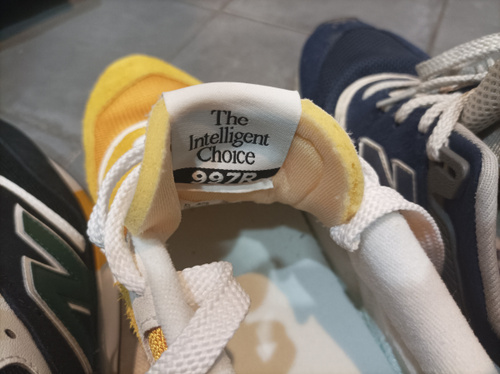 The
Intelligent
Choice
997R
N
N